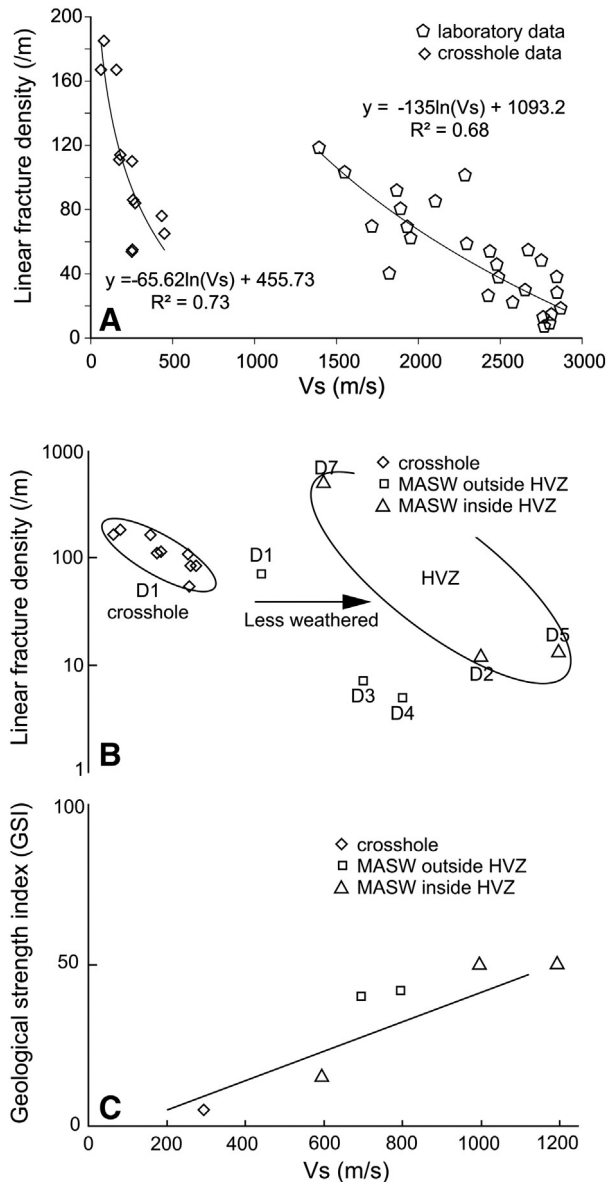 200
160
120
80
40
0
Linear fracture density (/m)
laboratory data
crosshole data
y = -135ln(Vs) + 1093.2
R² = 0.68
y =-65.62ln(Vs) + 455.73
R² = 0.73
A
0 500 1000 1500 2000 2500 3000
Vs (m/s)
1000
100
10
1
Linear fracture density (/m)
crosshole
MASW outside HVZ
MASW inside HVZ
D7
D1
HVZ
D1
crosshole
Less weathered
D5
D2
D3
D4
B
100
50
0
Geological strength index (GSI)
crosshole
MASW outside HVZ
MASW inside HVZ
C
0 200 400 600 800 1000 1200
Vs (m/s)